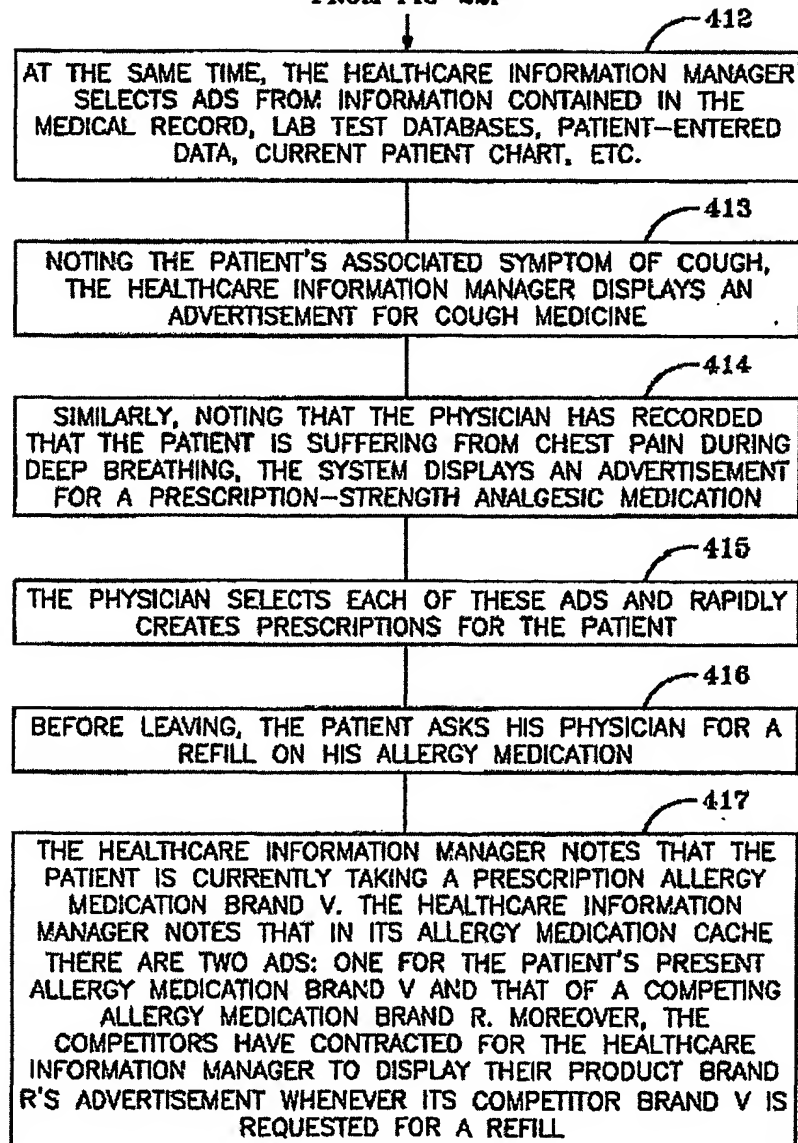 412
AT THE SAME TIME, THE HEALTHCARE INFORMATION MANAGER
SELECTS ADS FROM INFORMATION CONTAINED IN THE
MEDICAL RECORD, LAB TEST DATABASES, PATIENT-ENTERED
DATA, CURRENT PATIENT CHART, ETC.
413
NOTING THE PATIENT'S ASSOCIATED SYMPTOM OF COUGH,
THE HEALTHCARE INFORMATION MANAGER DISPLAYS AN
ADVERTISEMENT FOR COUGH MEDICINE
414
SIMILARLY, NOTING THAT THE PHYSICIAN HAS RECORDED
THAT THE PATIENT IS SUFFERING FROM CHEST PAIN DURING
DEEP BREATHING, THE SYSTEM DISPLAYS AN ADVERTISEMENT
FOR A PRESCRIPTION-STRENGTH ANALGESIC MEDICATION
415
THE PHYSICIAN SELECTS EACH OF THESE ADS AND RAPIDLY
CREATES PRESCRIPTIONS FOR THE PATIENT
416
BEFORE LEAVING, THE PATIENT ASKS HIS PHYSICIAN FOR A
REFILL ON HIS ALLERGY MEDICATION
417
THE HEALTHCARE INFORMATION MANAGER NOTES THAT THE
PATIENT IS CURRENTLY TAKING A PRESCRIPTION ALLERGY
MEDICATION BRAND V. THE HEALTHCARE INFORMATION
MANAGER NOTES THAT IN ITS ALLERGY MEDICATION CACHE
THERE ARE TWO ADS: ONE FOR THE PATIENT'S PRESENT
ALLERGY MEDICATION BRAND V AND THAT OF A COMPETING
ALLERGY MEDICATION BRAND R. MOREOVER, THE
COMPETITORS HAVE CONTRACTED FOR THE HEALTHCARE
INFORMATION MANAGER TO DISPLAY THEIR PRODUCT BRAND
R'S ADVERTISEMENT WHENEVER ITS COMPETITOR BRAND V IS
REQUESTED FOR A REFILL